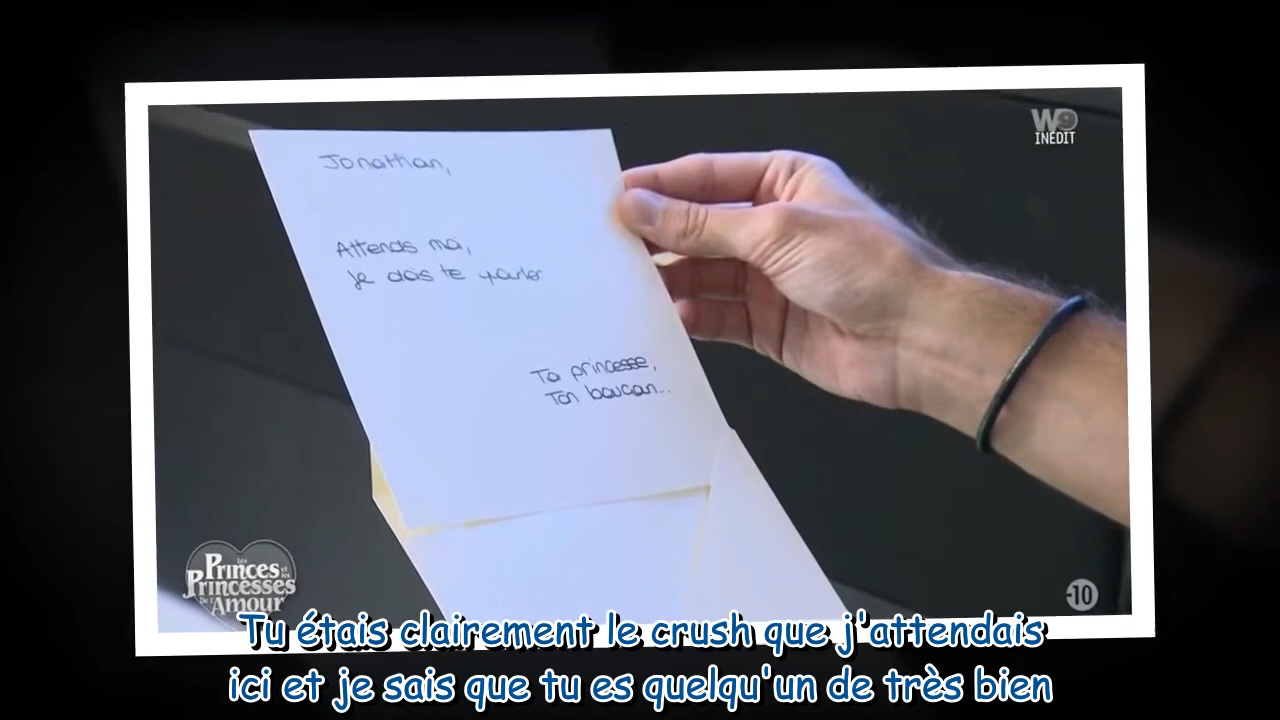 W9
INÉDIT
Jonathan,
Attends moi,
je dois te parler
Ta princesse,
Ton boucan..
Les
Princes et les
Princesses
De L'
Amour
-10
Tu étais clairement le crush que j'attendais
ici et je sais que tu es quelqu'un de très bien